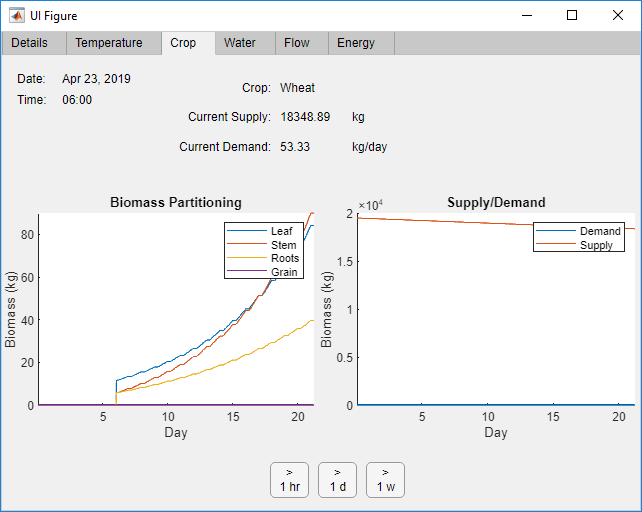 UI Figure
Details Temperature Crop Water Flow Energy
Date: Apr 23, 2019
Time: 06:00
Crop: Wheat
Current Supply: 18348.89 kg
Current Demand: 53.33 kg/day
Biomass Partitioning
Biomass (kg)
80
60
40
20
0
5 10 15 20
Day
Leaf
Stem
Roots
Grain
Supply/Demand
×10⁴
Biomass (kg)
2
1.5
1
0.5
0
5 10 15 20
Day
Demand
Supply
>
1 hr
>
1 d
>
1 w